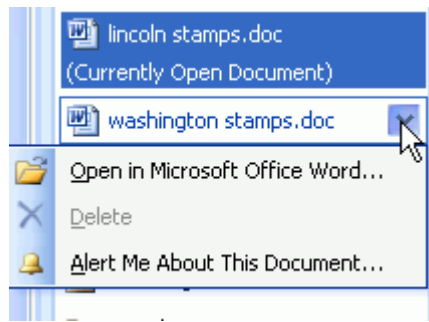 lincoln stamps.doc
(Currently Open Document)
washington stamps.doc
Open in Microsoft Office Word...
Delete
Alert Me About This Document...